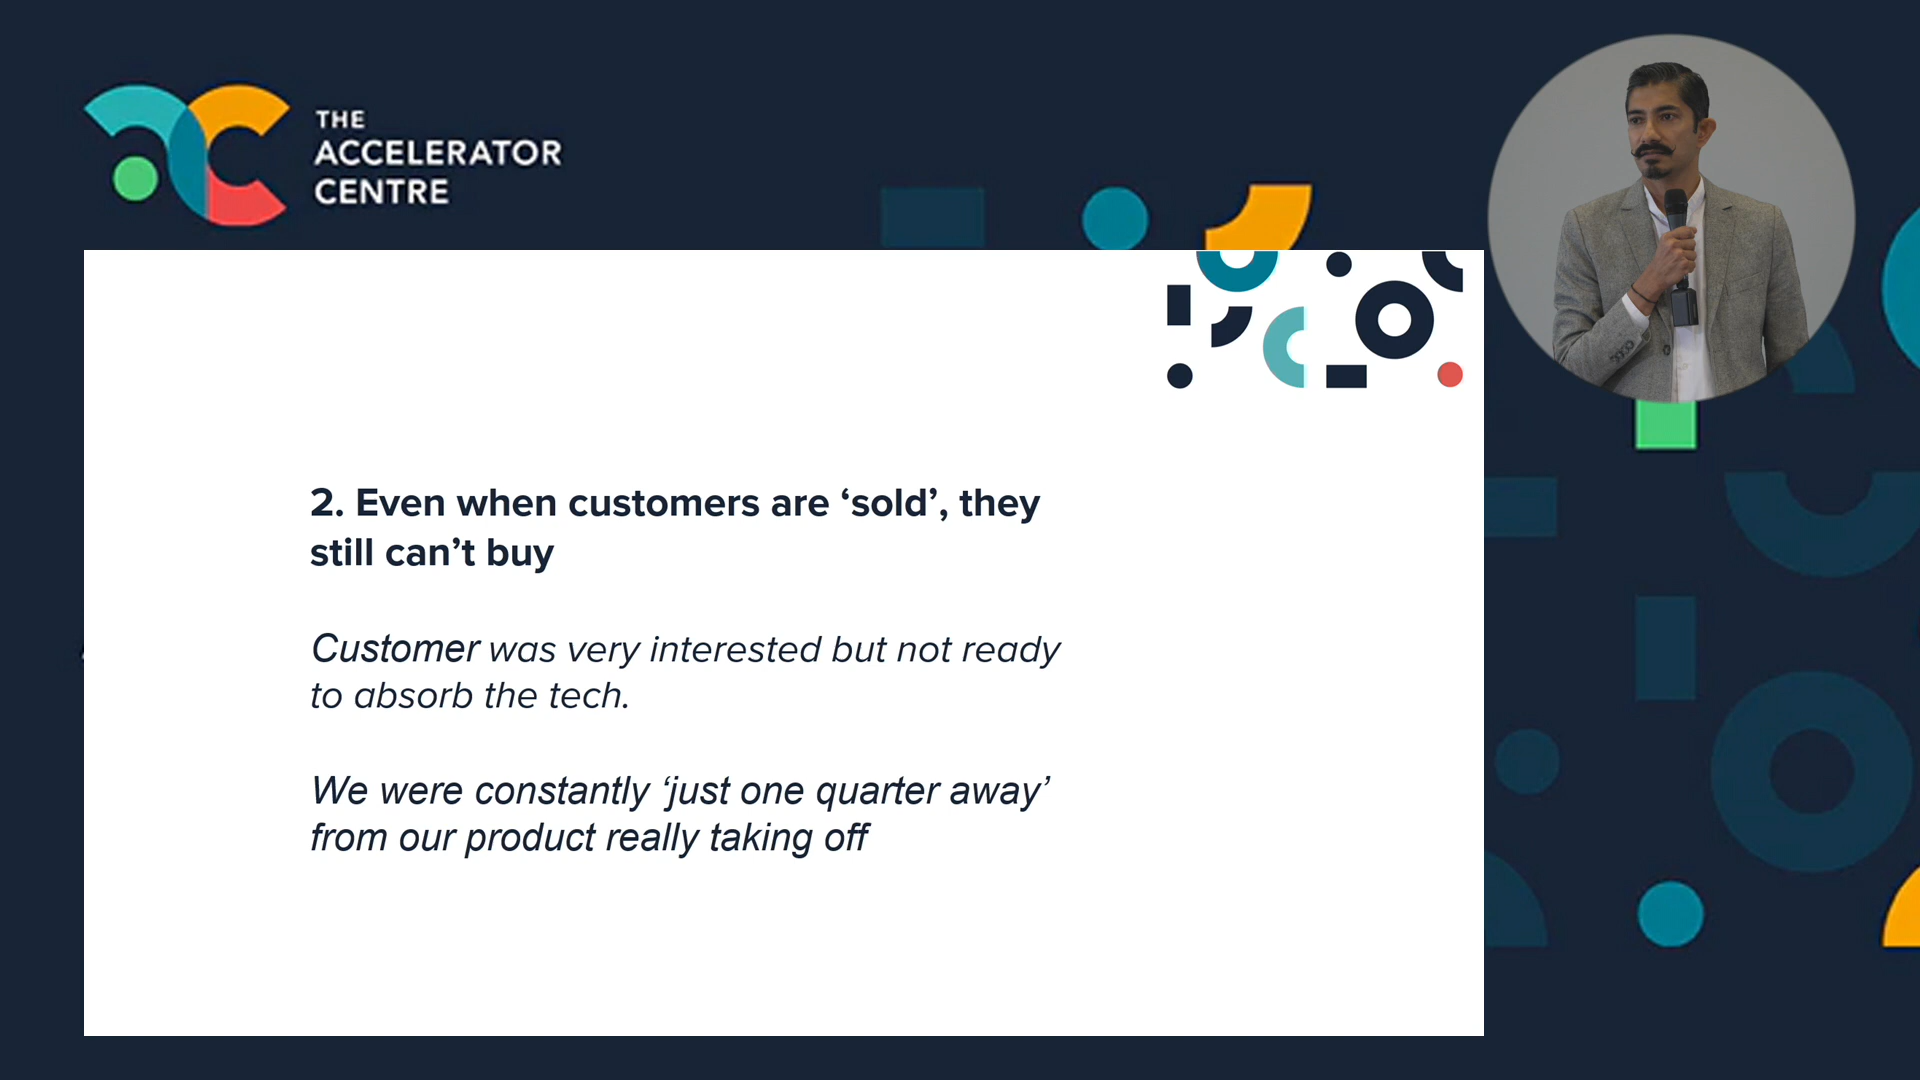 THE
ACCELERATOR
CENTRE
2. Even when customers are ‘sold’, they
still can’t buy
Customer was very interested but not ready
to absorb the tech.
We were constantly ‘just one quarter away’
from our product really taking off